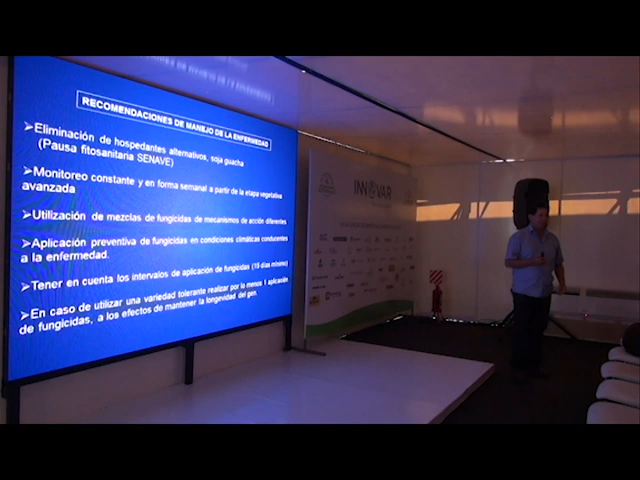 RECOMENDACIONES DE MANEJO DE LA ENFERMEDAD
➢Eliminación de hospedantes alternativos, soja guacha
(Pausa fitosanitaria SENAVE)
➢Monitoreo constante y en forma semanal a partir de la etapa vegetativa
avanzada
➢Utilización de mezclas de fungicidas de mecanismos de acción diferentes
➢Aplicación preventiva de fungicidas en condiciones climáticas conducentes
a la enfermedad.
➢Tener en cuenta los intervalos de aplicación de fungicidas (15 días mínimo)
➢En caso de utilizar una variedad tolerante realizar por lo menos 1 aplicación
de fungicidas, a los efectos de mantener la longevidad del gen.
INNOVAR